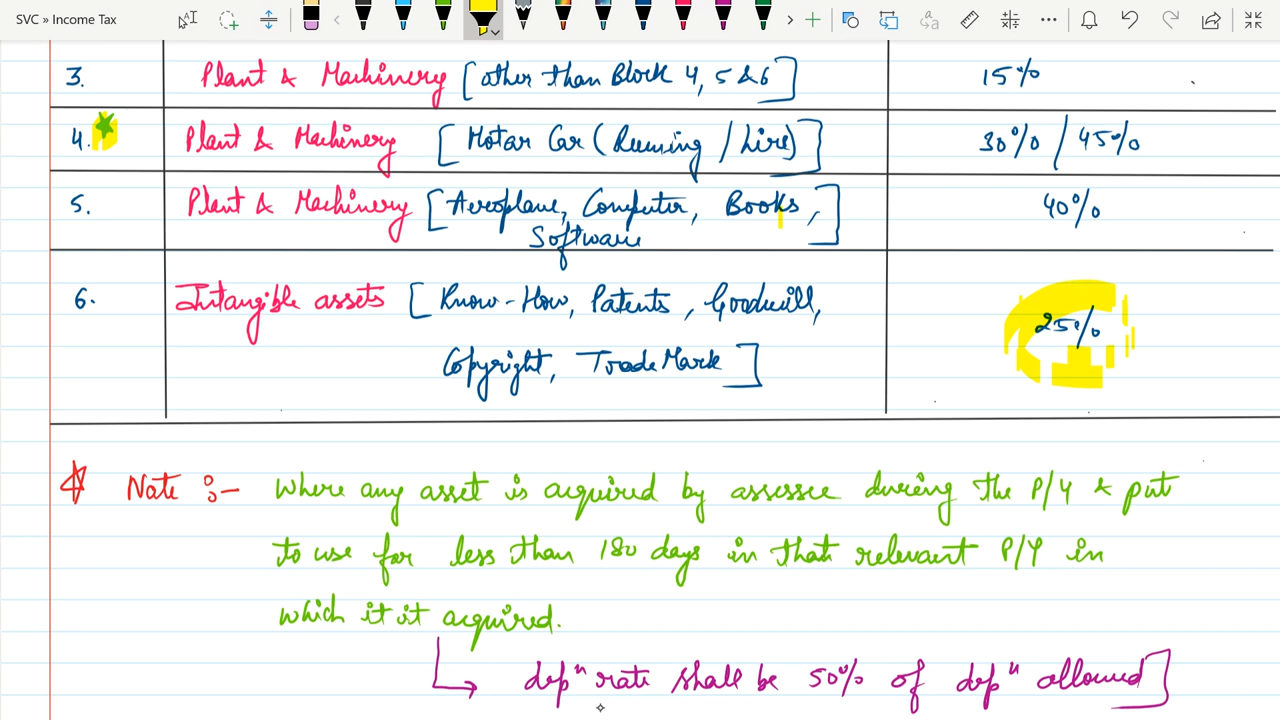 SVC » Income Tax
3. Plant & Machinery [other than Block 4, 5 & 6] 15%
4. Plant & Machinery [Motar Car (Running / Hire)] 30% / 45%
5. Plant & Machinery [Aeroplane, Computer, Books, 40%
Software]
6. Intangible assets [Know-How, Patents, Goodwill, 25%
Copyright, TradeMark]
Note :- Where any asset is acquired by assessee during the P/Y & put
to use for less than 180 days in that relevant P/Y in
which it it acquired.
depⁿ rate shall be 50% of depⁿ allowed]